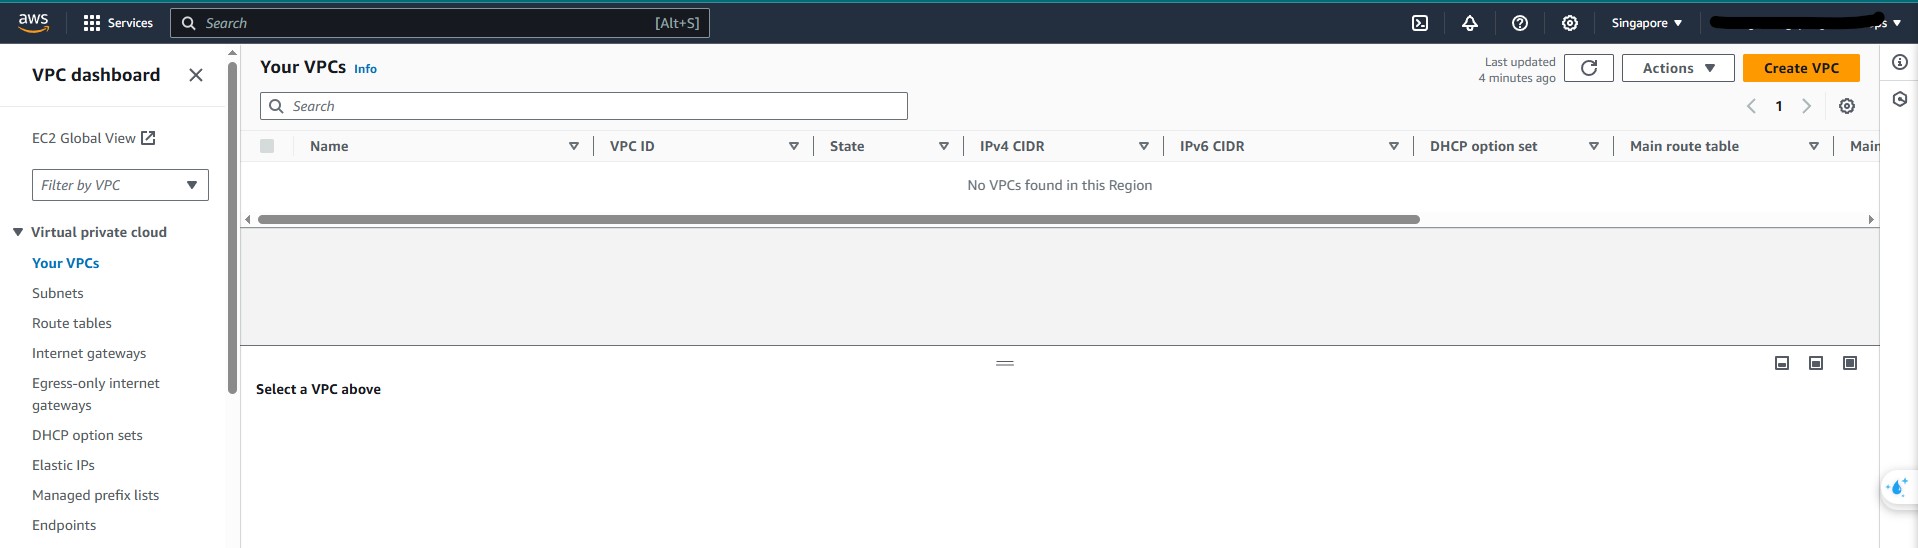 aws
Services
Search
[Alt+S]
Singapore
ps
VPC dashboard
EC2 Global View
Filter by VPC
Virtual private cloud
Your VPCs
Subnets
Route tables
Internet gateways
Egress-only internet
gateways
DHCP option sets
Elastic IPs
Managed prefix lists
Endpoints
Your VPCs Info
Last updated
4 minutes ago
Actions
Create VPC
Search
1
Name VPC ID State IPv4 CIDR IPv6 CIDR DHCP option set Main route table Main
No VPCs found in this Region
Select a VPC above